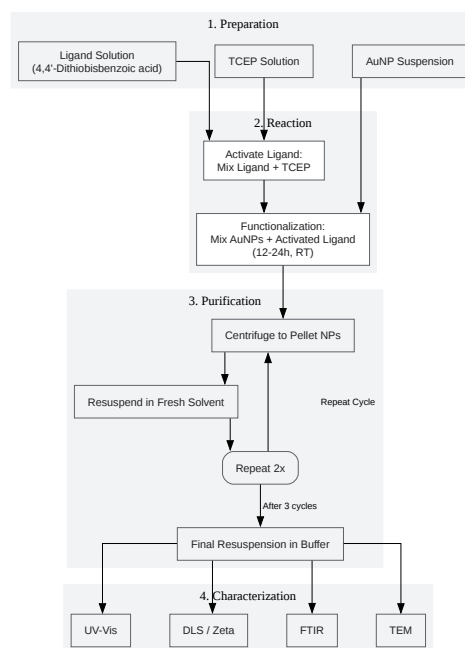 1. Preparation
Ligand Solution
(4,4'-Dithiobisbenzoic acid)
TCEP Solution
AuNP Suspension
2. Reaction
Activate Ligand:
Mix Ligand + TCEP
Functionalization:
Mix AuNPs + Activated Ligand
(12-24h, RT)
3. Purification
Centrifuge to Pellet NPs
Resuspend in Fresh Solvent
Repeat Cycle
Repeat 2x
After 3 cycles
Final Resuspension in Buffer
4. Characterization
UV-Vis
DLS / Zeta
FTIR
TEM